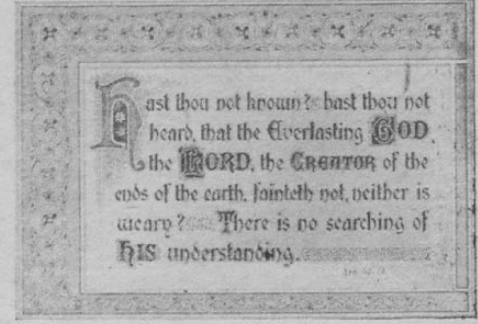 Hast thou not known? hast thou not
heard, that the Everlasting GOD,
the LORD, the CREATOR of the
ends of the earth, fainteth not, neither is
weary? There is no searching of
HIS understanding.